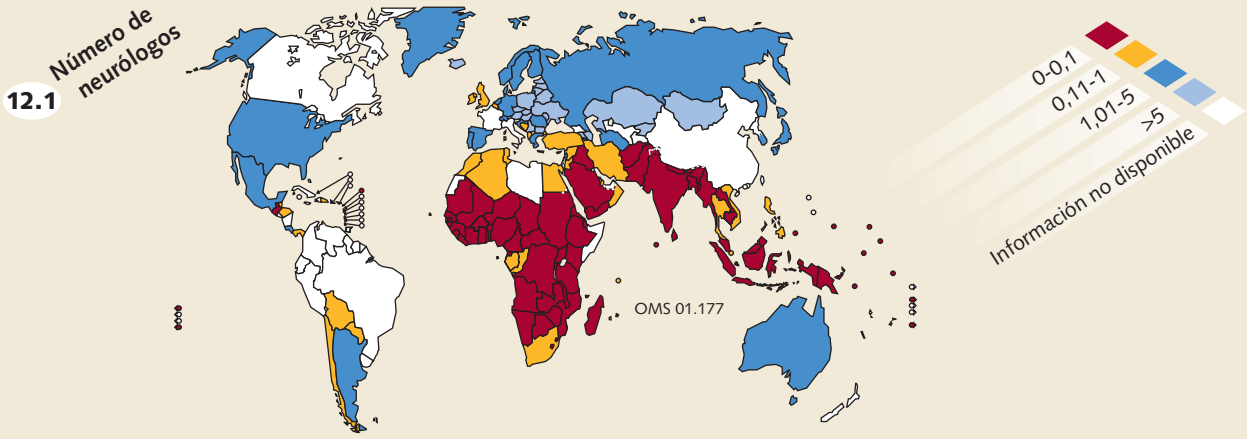 12.1
Número de
neurólogos
0-0,1
0,11-1
1,01-5
>5
Información no disponible
OMS 01.177